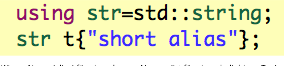 using str=std::string;
str t{"short alias"};